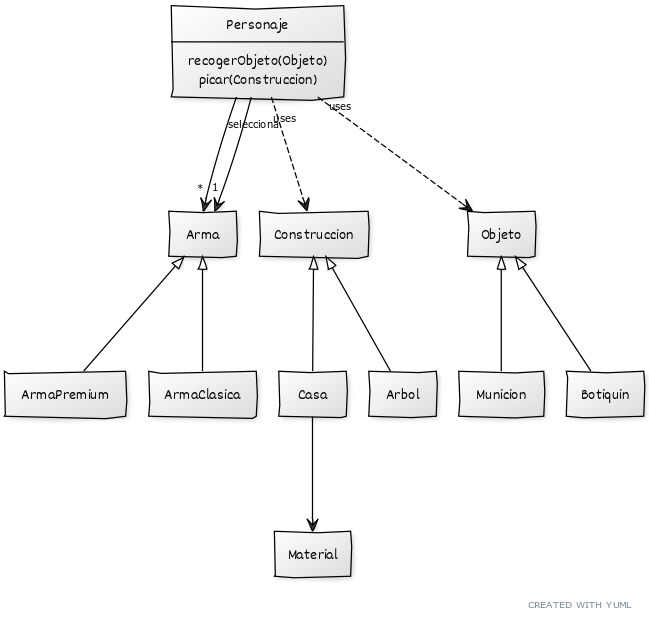 Personaje
recogerObjeto(Objeto)
picar(Construccion)
uses
selecciona
uses
* 1
Arma
Construccion
Objeto
ArmaPremium
ArmaClasica
Casa
Arbol
Municion
Botiquin
Material
CREATED WITH YUML